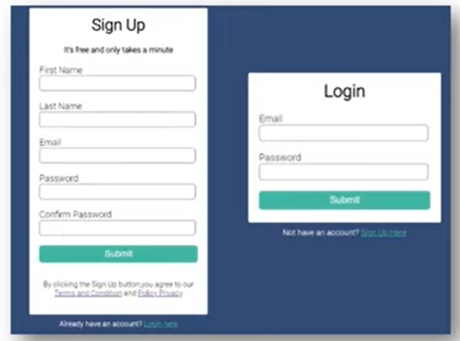 Sign Up
It's free and only takes a minute
First Name
Last Name
Email
Password
Confirm Password
Submit
By clicking the Sign Up button,you agree to our
Terms and Condition and Policy Privacy
Already have an account? Login here
Login
Email
Password
Submit
Not have an account? Sign Up Here